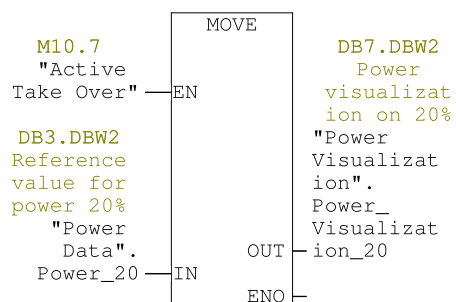 MOVE
M10.7
"Active
Take Over"
EN
DB3.DBW2
Reference
value for
power 20%
"Power
Data".
Power_20
IN
DB7.DBW2
Power
visualizat
ion on 20%
"Power
Visualizat
ion".
Power_
Visualizat
ion_20
OUT
ENO